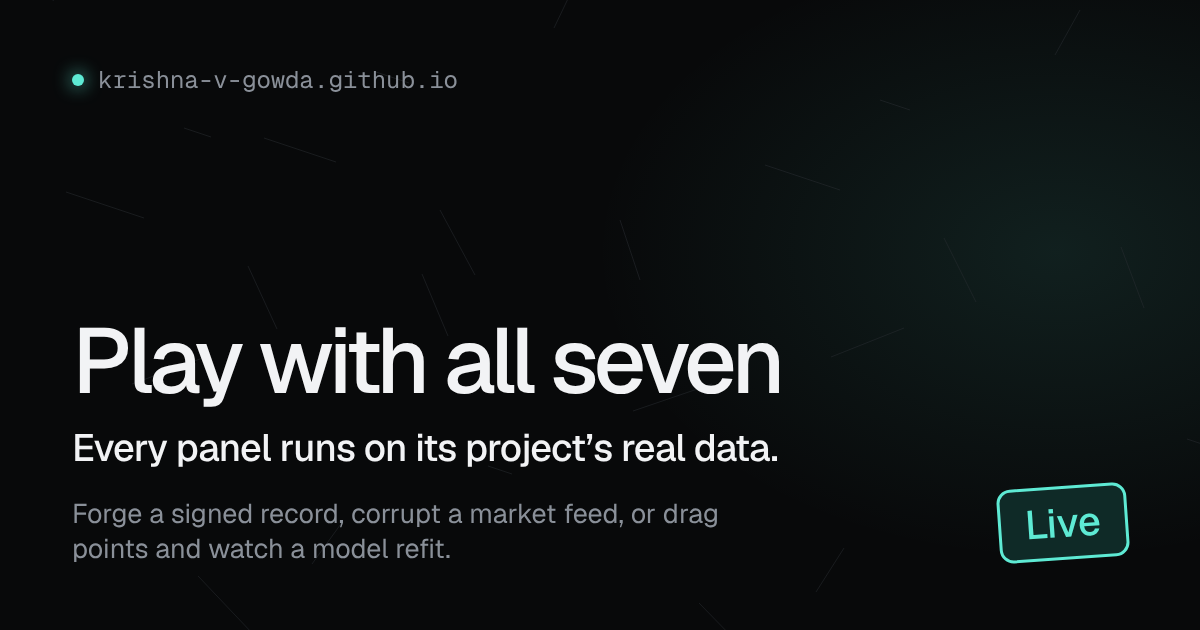 krishna-v-gowda.github.io
Play with all seven
Every panel runs on its project’s real data.
Forge a signed record, corrupt a market feed, or drag
points and watch a model refit.
Live